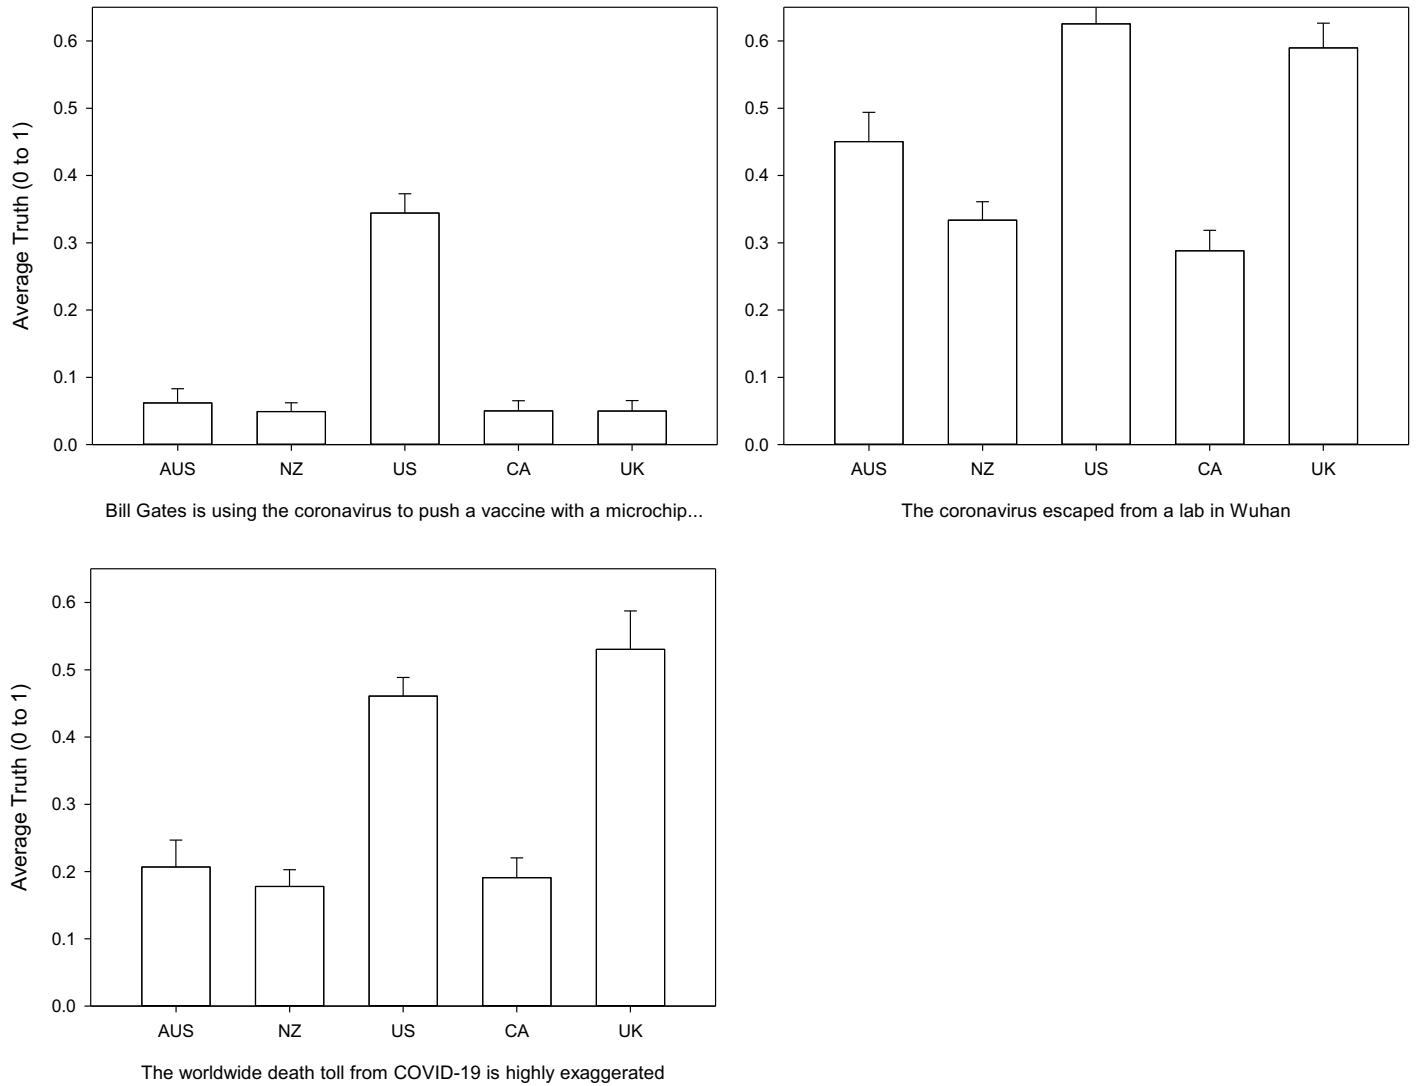 Average Truth (0 to 1)
0.6
0.5
0.4
0.3
0.2
0.1
0.0
AUS NZ US CA UK
Bill Gates is using the coronavirus to push a vaccine with a microchip...
0.6
0.5
0.4
0.3
0.2
0.1
0.0
AUS NZ US CA UK
The coronavirus escaped from a lab in Wuhan
Average Truth (0 to 1)
0.6
0.5
0.4
0.3
0.2
0.1
0.0
AUS NZ US CA UK
The worldwide death toll from COVID-19 is highly exaggerated